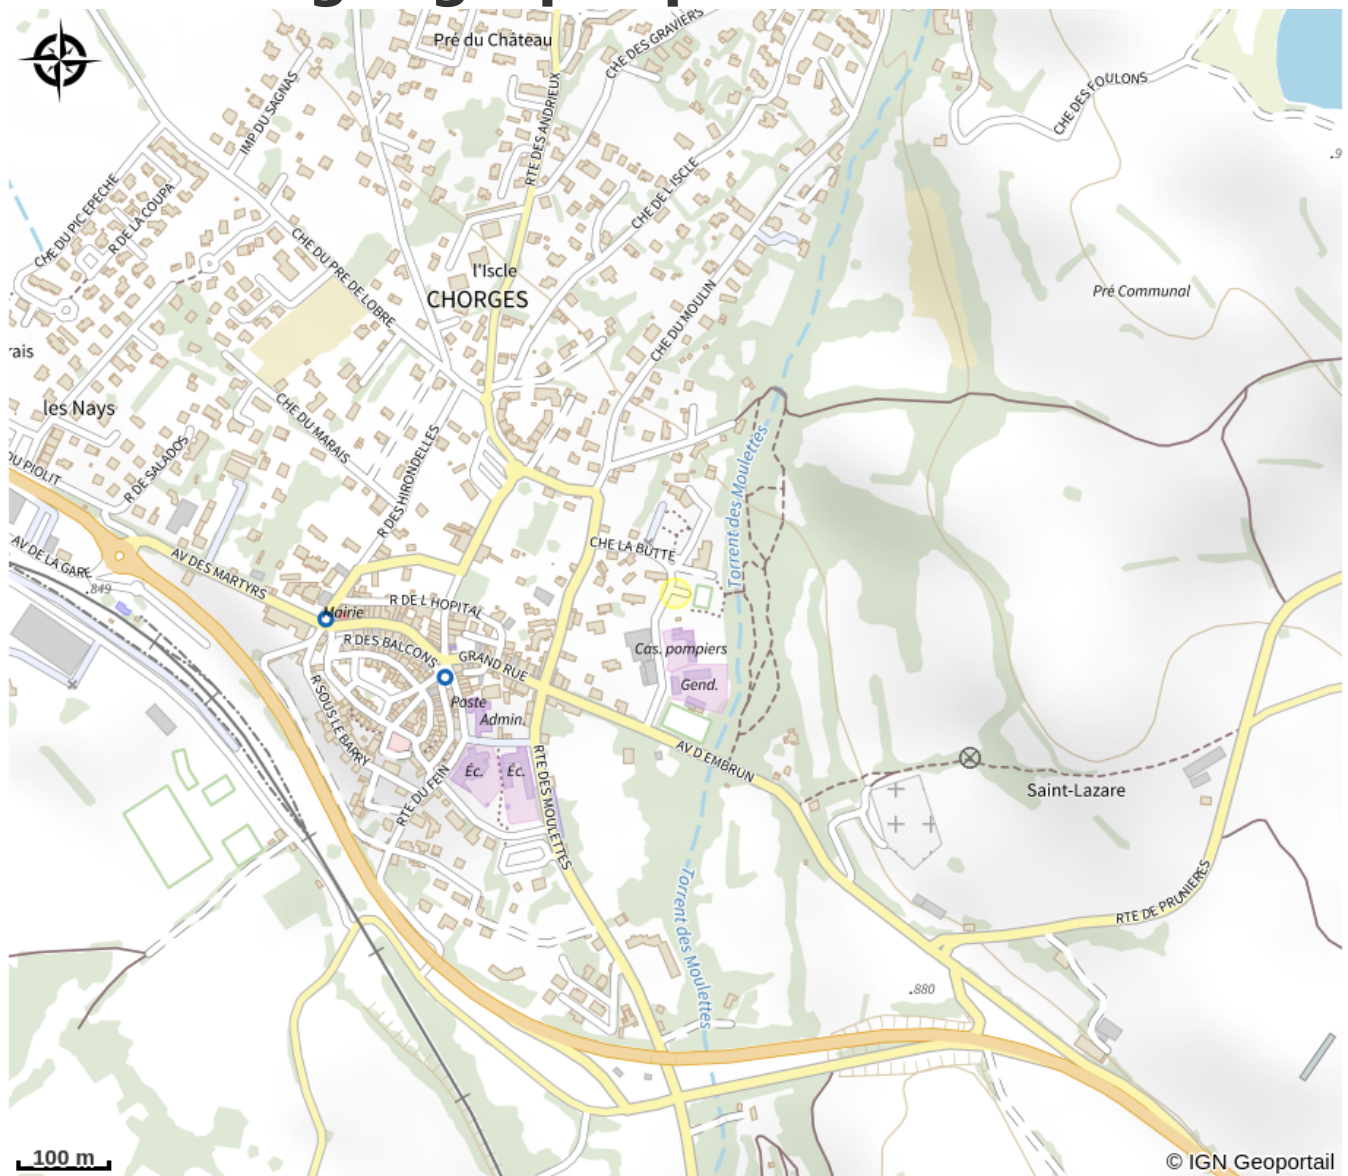 Pré du Château
CHE DES GRAVIERS
CHE DES FOULONS
IMP DU SAGNAS
RTE DES ANDRIEUX
.9
CHE DU PIC EPECHE
R DE LA COUPA
CHE DE L'ISCLE
CHE DU PRE DE LOBRE
l'Iscle
CHORGES
Pré Communal
CHE DU MOULIN
rais
les Nays
CHE DU MARAIS
R DES HIRONDELLES
R DE SALADOS
DU PIOLIT
Torrent des Moulettes
AV DE LA GARE
.849
AV DES MARTYRS
CHE LA BUTTE
Mairie
R DE L HOPITAL
R DES BALCONS
GRAND RUE
Cas. pompiers
Gend.
R SOUS LE BARRY
Poste
Admin.
Éc.
Éc.
AV D EMBRUN
RTE DU FEIN
RTE DES MOULETTES
Saint-Lazare
RTE DE PRUNIERES
Torrent des Moulettes
.880
100 m
© IGN Geoportail